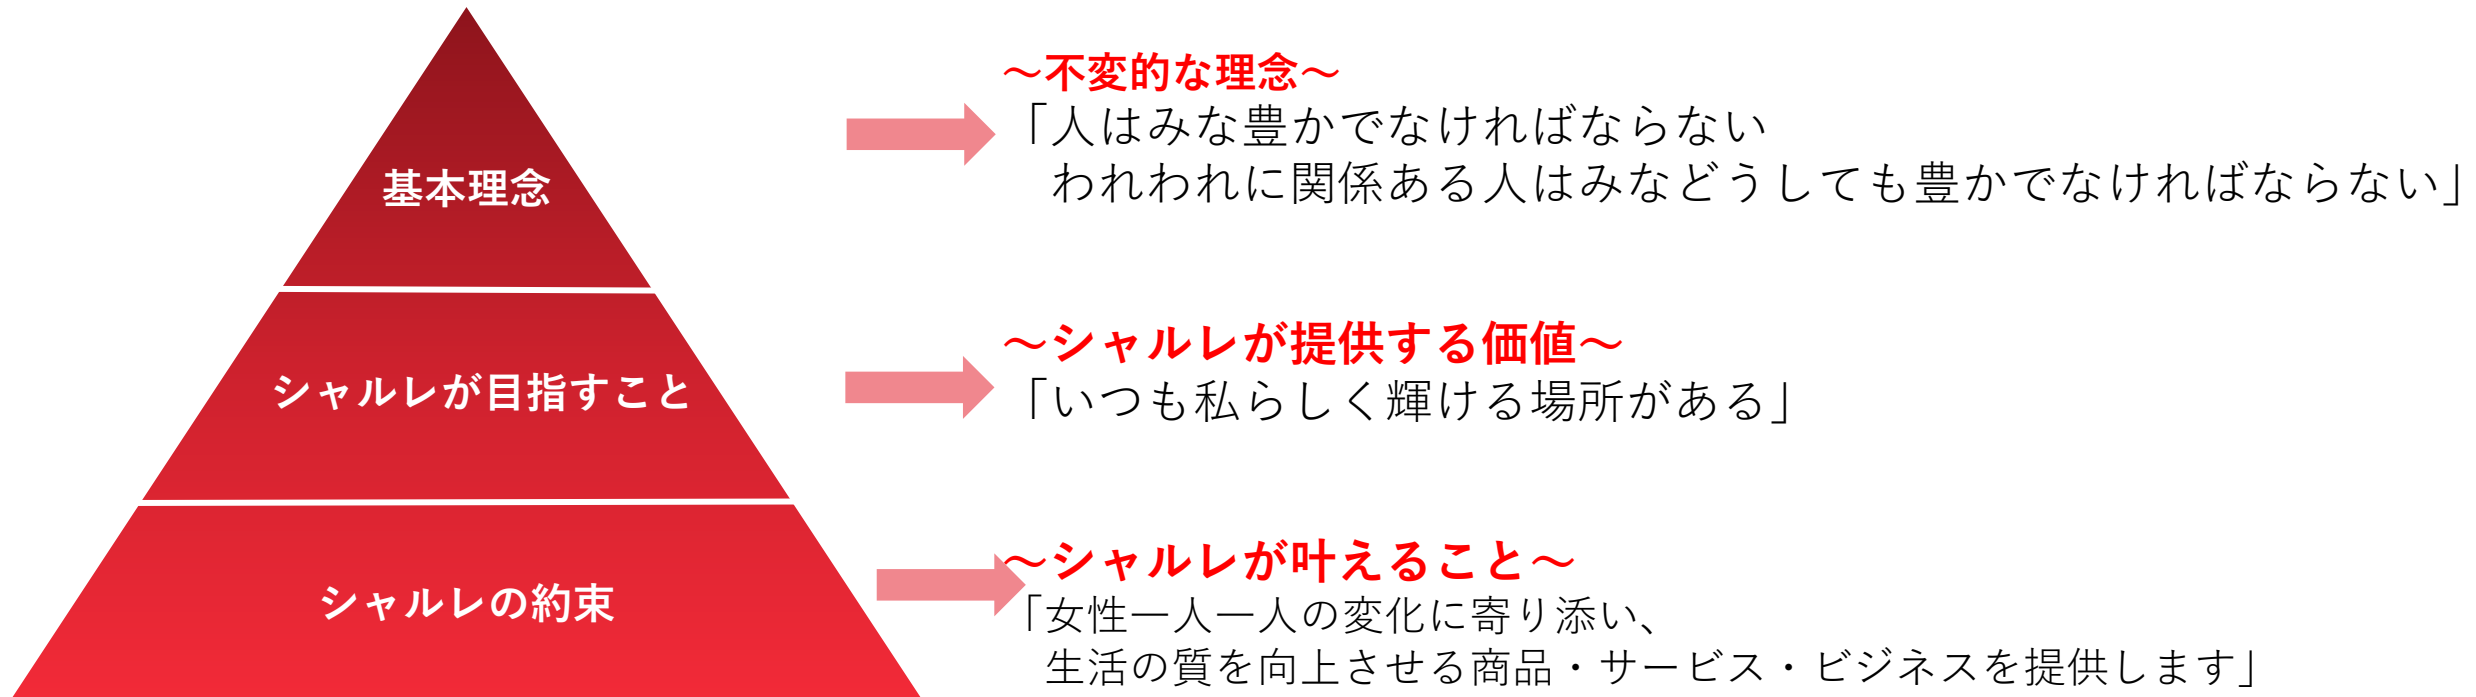 基本理念
～不変的な理念～
「人はみな豊かでなければならない
われわれに関係ある人はみなどうしても豊かでなければならない」
シャルレが目指すこと
～シャルレが提供する価値～
「いつも私らしく輝ける場所がある」
シャルレの約束
～シャルレが叶えること～
「女性一人一人の変化に寄り添い、
生活の質を向上させる商品・サービス・ビジネスを提供します」